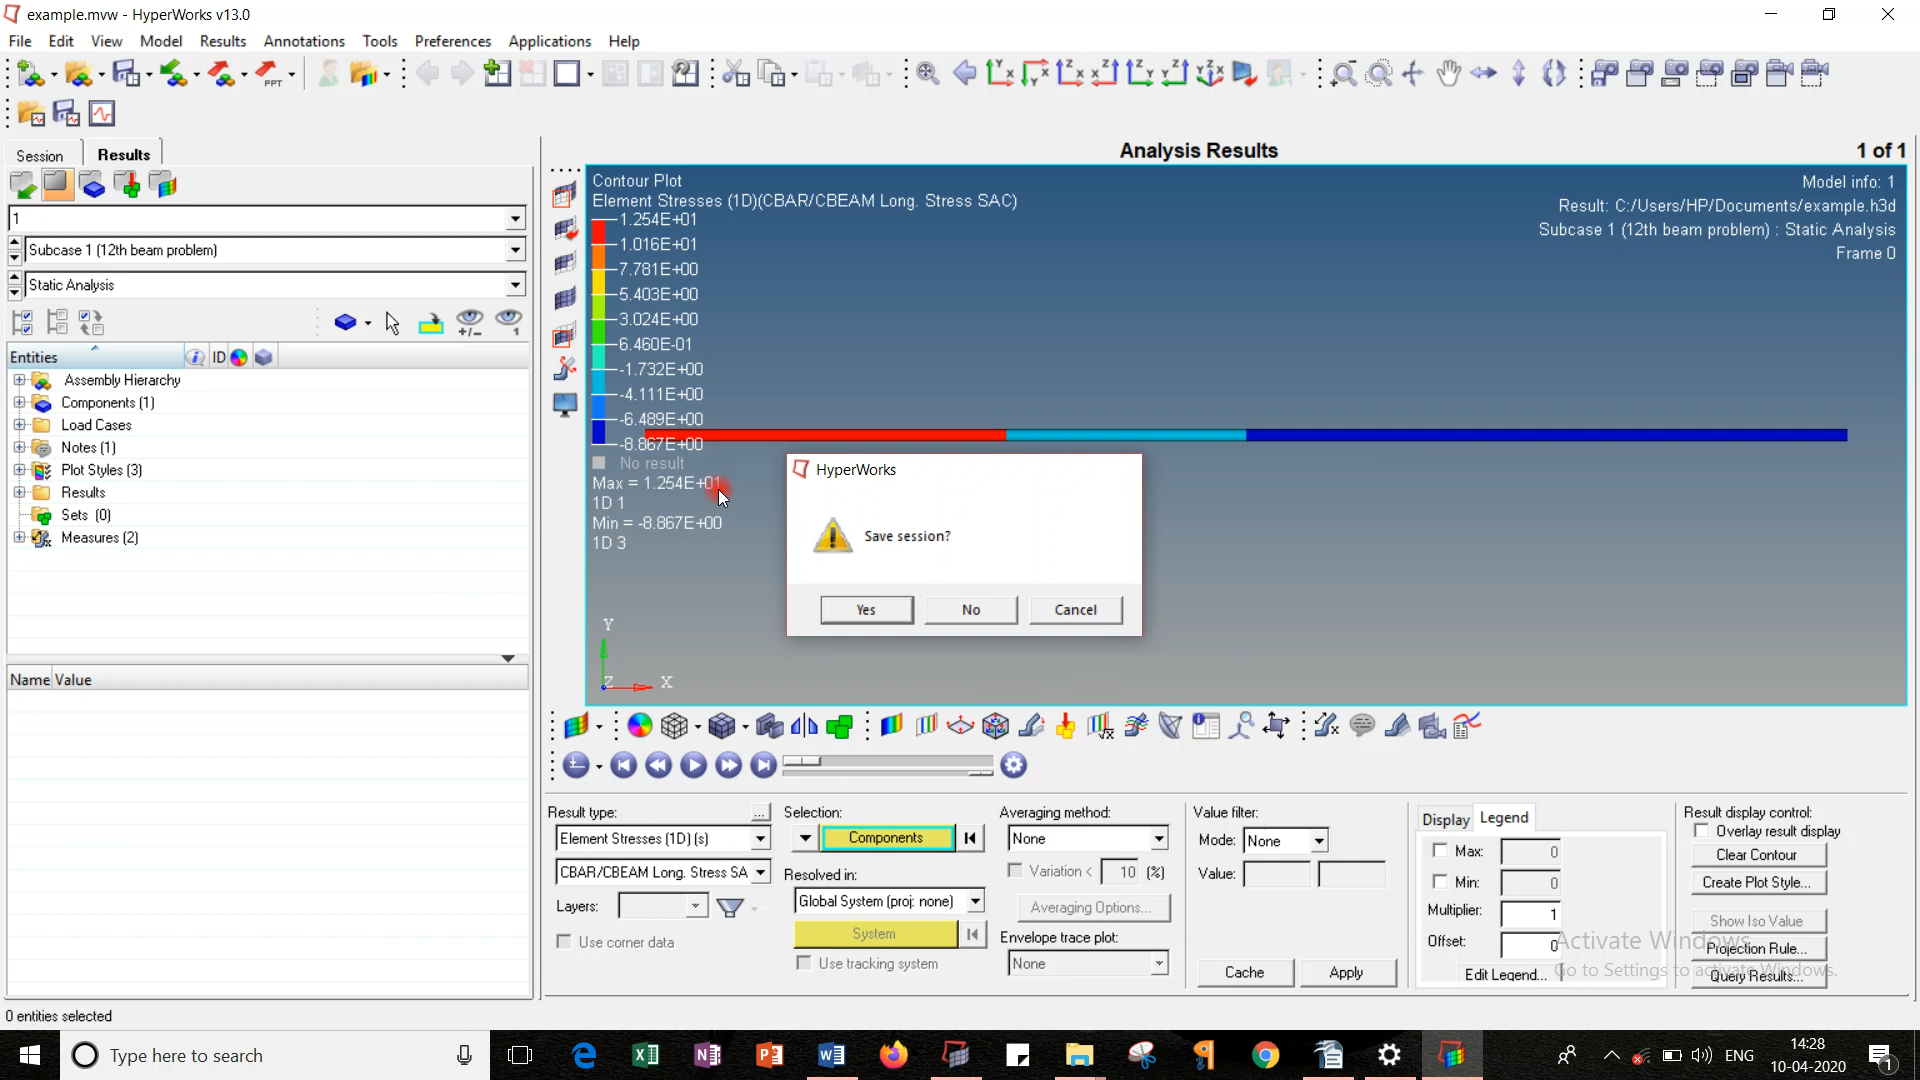 example.mvw - HyperWorks v13.0
File Edit View Model Results Annotations Tools Preferences Applications Help
Session Results
Analysis Results 1 of 1
1
Subcase 1 (12th beam problem)
Static Analysis
Entities ID
Assembly Hierarchy
Components (1)
Load Cases
Notes (1)
Plot Styles (3)
Results
Sets (0)
Measures (2)
Name Value
0 entities selected
Contour Plot
Element Stresses (1D)(CBAR/CBEAM Long. Stress SAC)
1.254E+01
1.016E+01
7.781E+00
5.403E+00
3.024E+00
6.460E-01
-1.732E+00
-4.111E+00
-6.489E+00
-8.867E+00
No result
Max = 1.254E+01
1D 1
Min = -8.867E+00
1D 3
Model info: 1
Result: C:/Users/HP/Documents/example.h3d
Subcase 1 (12th beam problem) : Static Analysis
Frame 0
Y
Z X
HyperWorks
Save session?
Yes No Cancel
Result type: ...
Element Stresses (1D) (s)
CBAR/CBEAM Long. Stress SA
Layers:
Use corner data
Selection:
Components
Resolved in:
Global System (proj: none)
System
Use tracking system
Averaging method:
None
Variation < 10 (%)
Averaging Options...
Envelope trace plot:
None
Value filter:
Mode: None
Value:
Cache Apply
Display Legend
Max: 0
Min: 0
Multiplier: 1
Offset: 0
Edit Legend...
Result display control:
Overlay result display
Clear Contour
Create Plot Style...
Show Iso Value
Projection Rule...
Query Results...
Activate Windows
Go to Settings to activate Windows.
Type here to search
ENG
14:28
10-04-2020
1